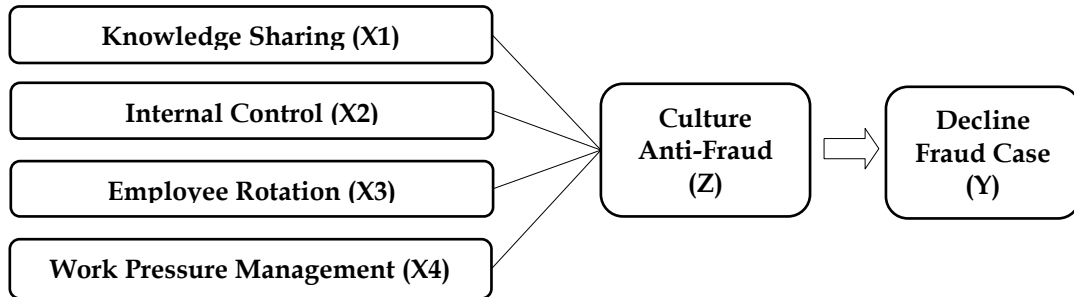 Knowledge Sharing (X1)
Internal Control (X2)
Employee Rotation (X3)
Work Pressure Management (X4)
Culture
Anti-Fraud
(Z)
Decline
Fraud Case
(Y)